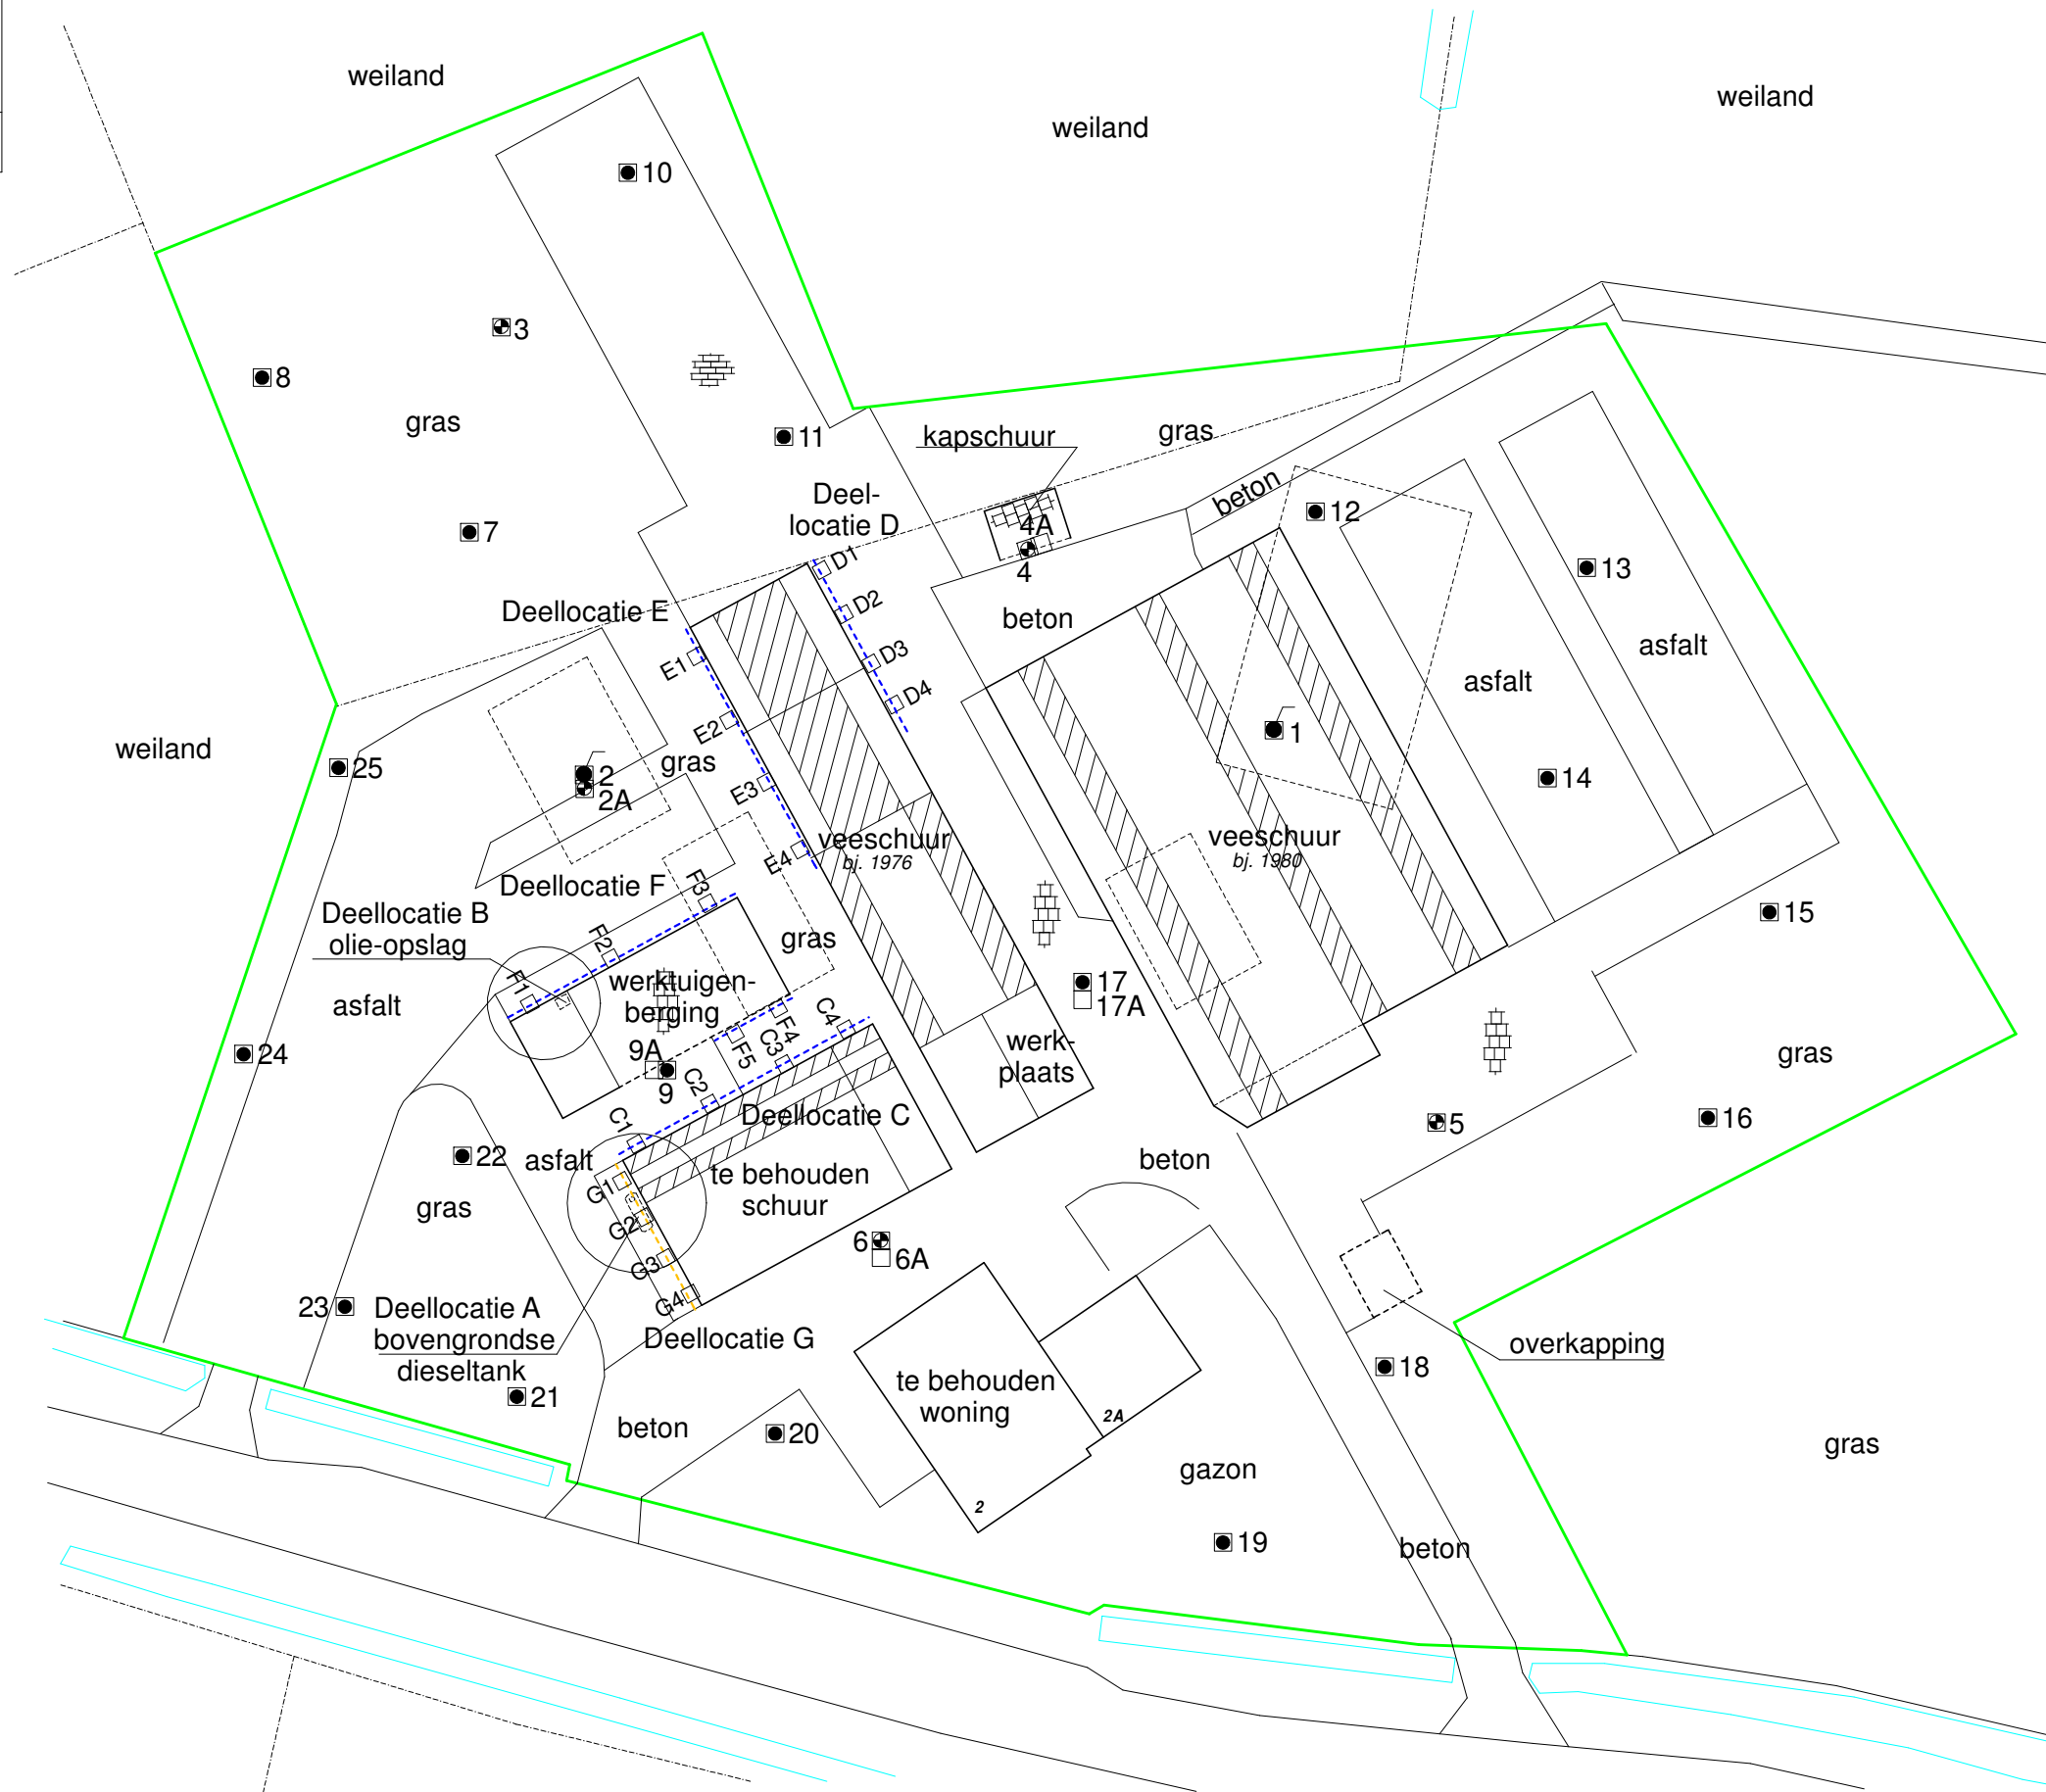 weiland
weiland
weiland
10
3
8
gras
11
kapschuur
gras
Deel-
locatie D
beton
12
7
4A
4
D1
D2
D3
D4
13
Deellocatie E
beton
asfalt
asfalt
E1
E2
E3
E4
weiland
25
gras
2
2A
1
14
veeschuur
bj. 1976
veeschuur
bj. 1980
Deellocatie F
F3
F2
F1
Deellocatie B
olie-opslag
15
gras
werktuigen-
berging
17
17A
asfalt
24
9A
9
F4
F5
C4
C3
C2
C1
werk-
plaats
gras
Deellocatie C
16
5
22
asfalt
te behouden
schuur
beton
gras
G1
G2
G3
G4
6
6A
23
Deellocatie A
bovengrondse
dieseltank
Deellocatie G
overkapping
18
21
te behouden
woning
2A
2
beton
20
gras
gazon
19
beton